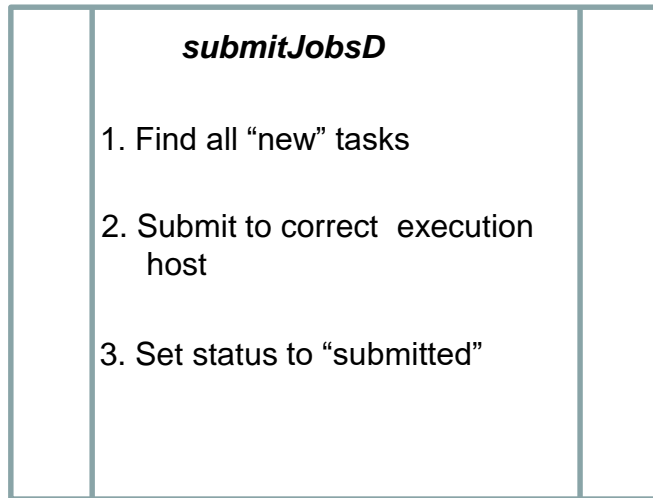 submitJobsD
1. Find all “new” tasks
2. Submit to correct execution
host
3. Set status to “submitted”